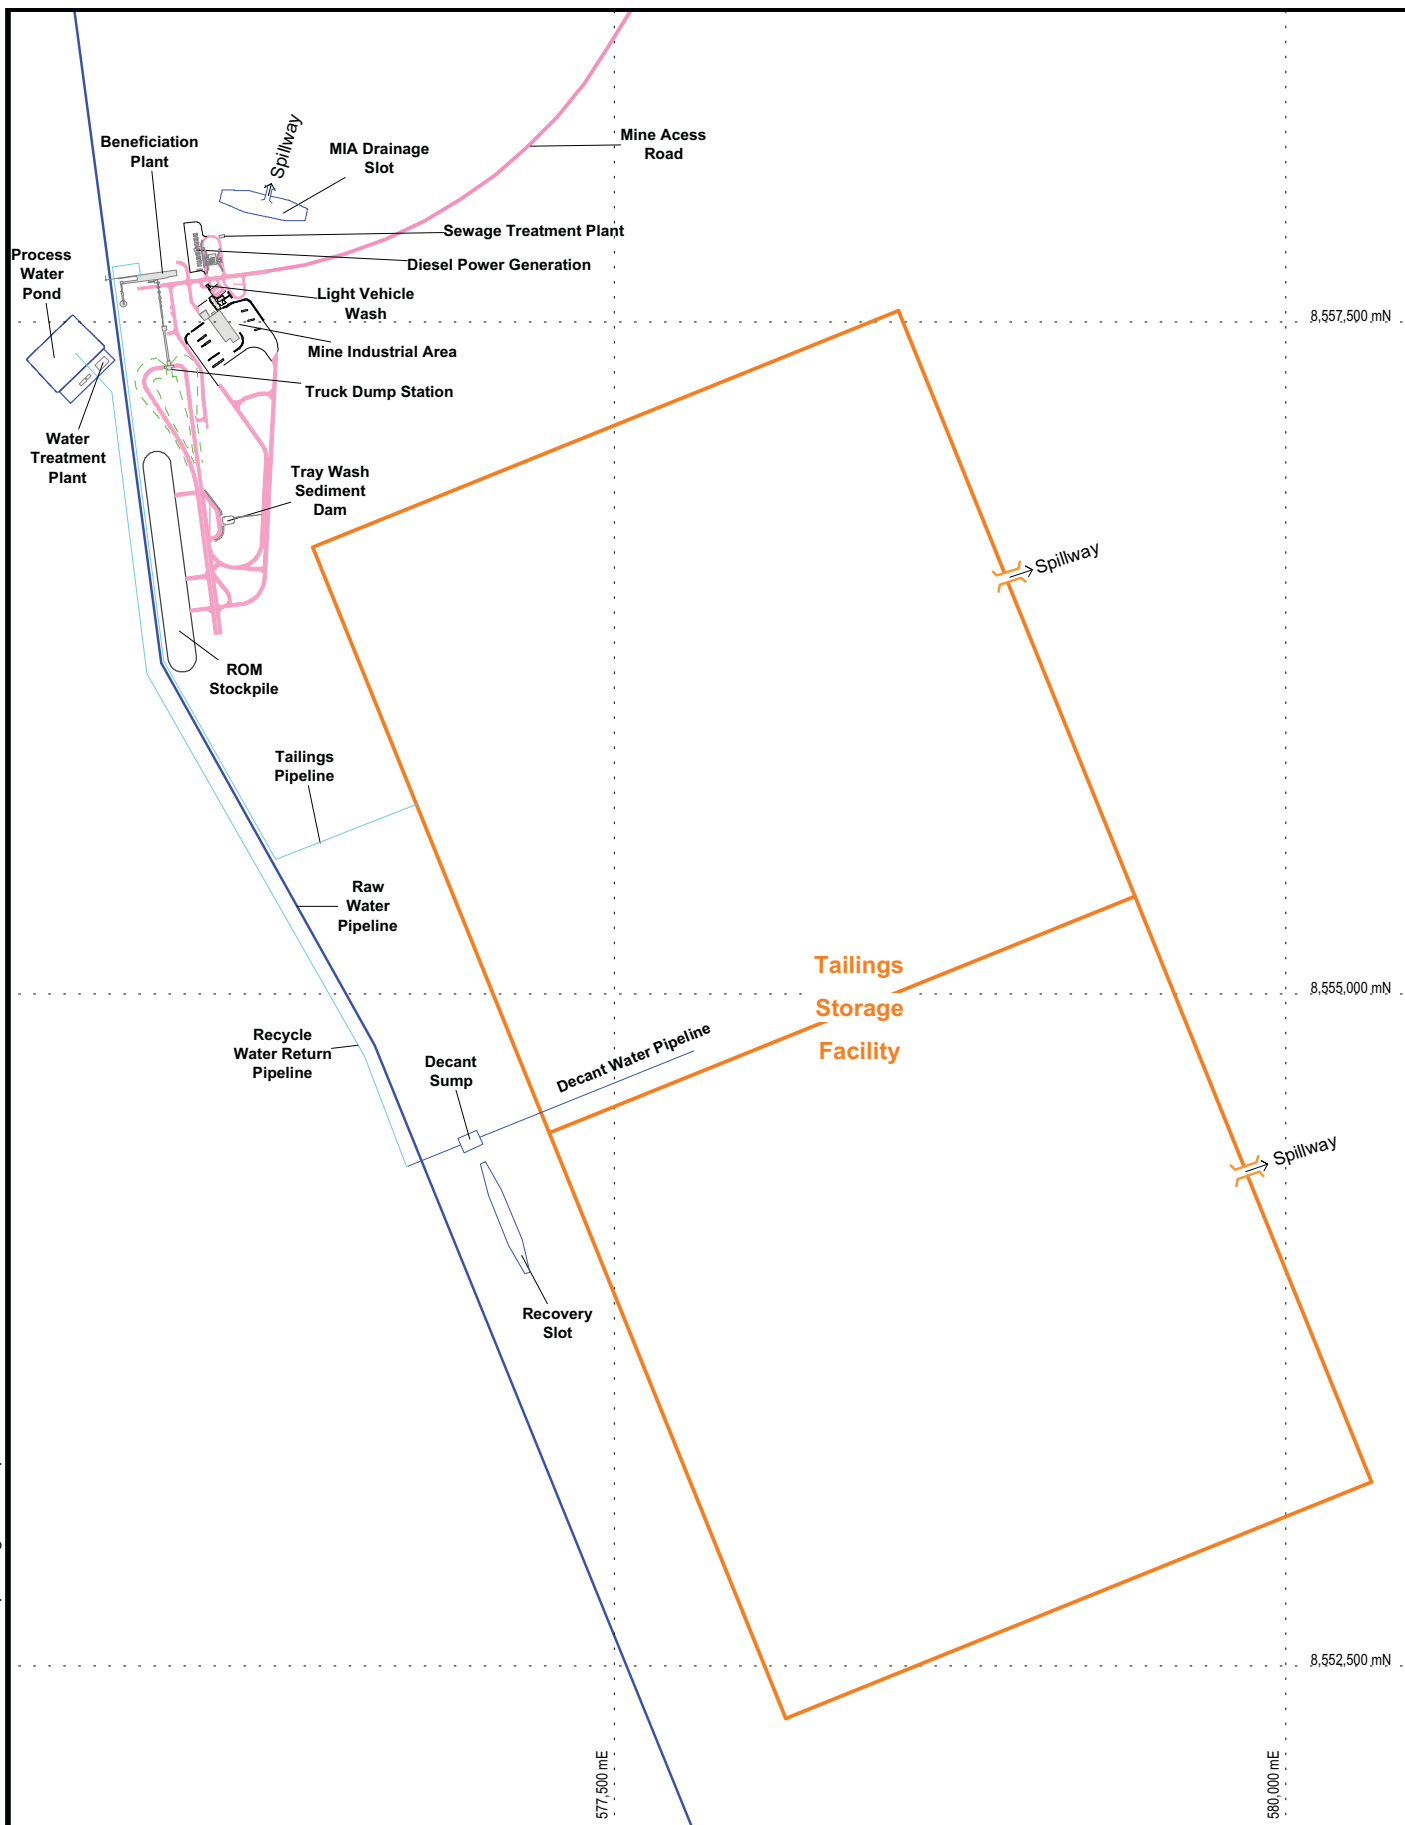 Spillway
Beneficiation
Plant
MIA Drainage
Slot
Mine Acess
Road
Sewage Treatment Plant
Diesel Power Generation
Process
Water
Pond
Light Vehicle
Wash
8,557,500 mN
Mine Industrial Area
Truck Dump Station
Water
Treatment
Plant
Tray Wash
Sediment
Dam
Spillway
ROM
Stockpile
Tailings
Pipeline
Raw
Water
Pipeline
Tailings
Storage
Facility
8,555,000 mN
Recycle
Water Return
Pipeline
Decant
Sump
Decant Water Pipeline
Spillway
Recovery
Slot
8,552,500 mN
577,500 mE
580,000 mE